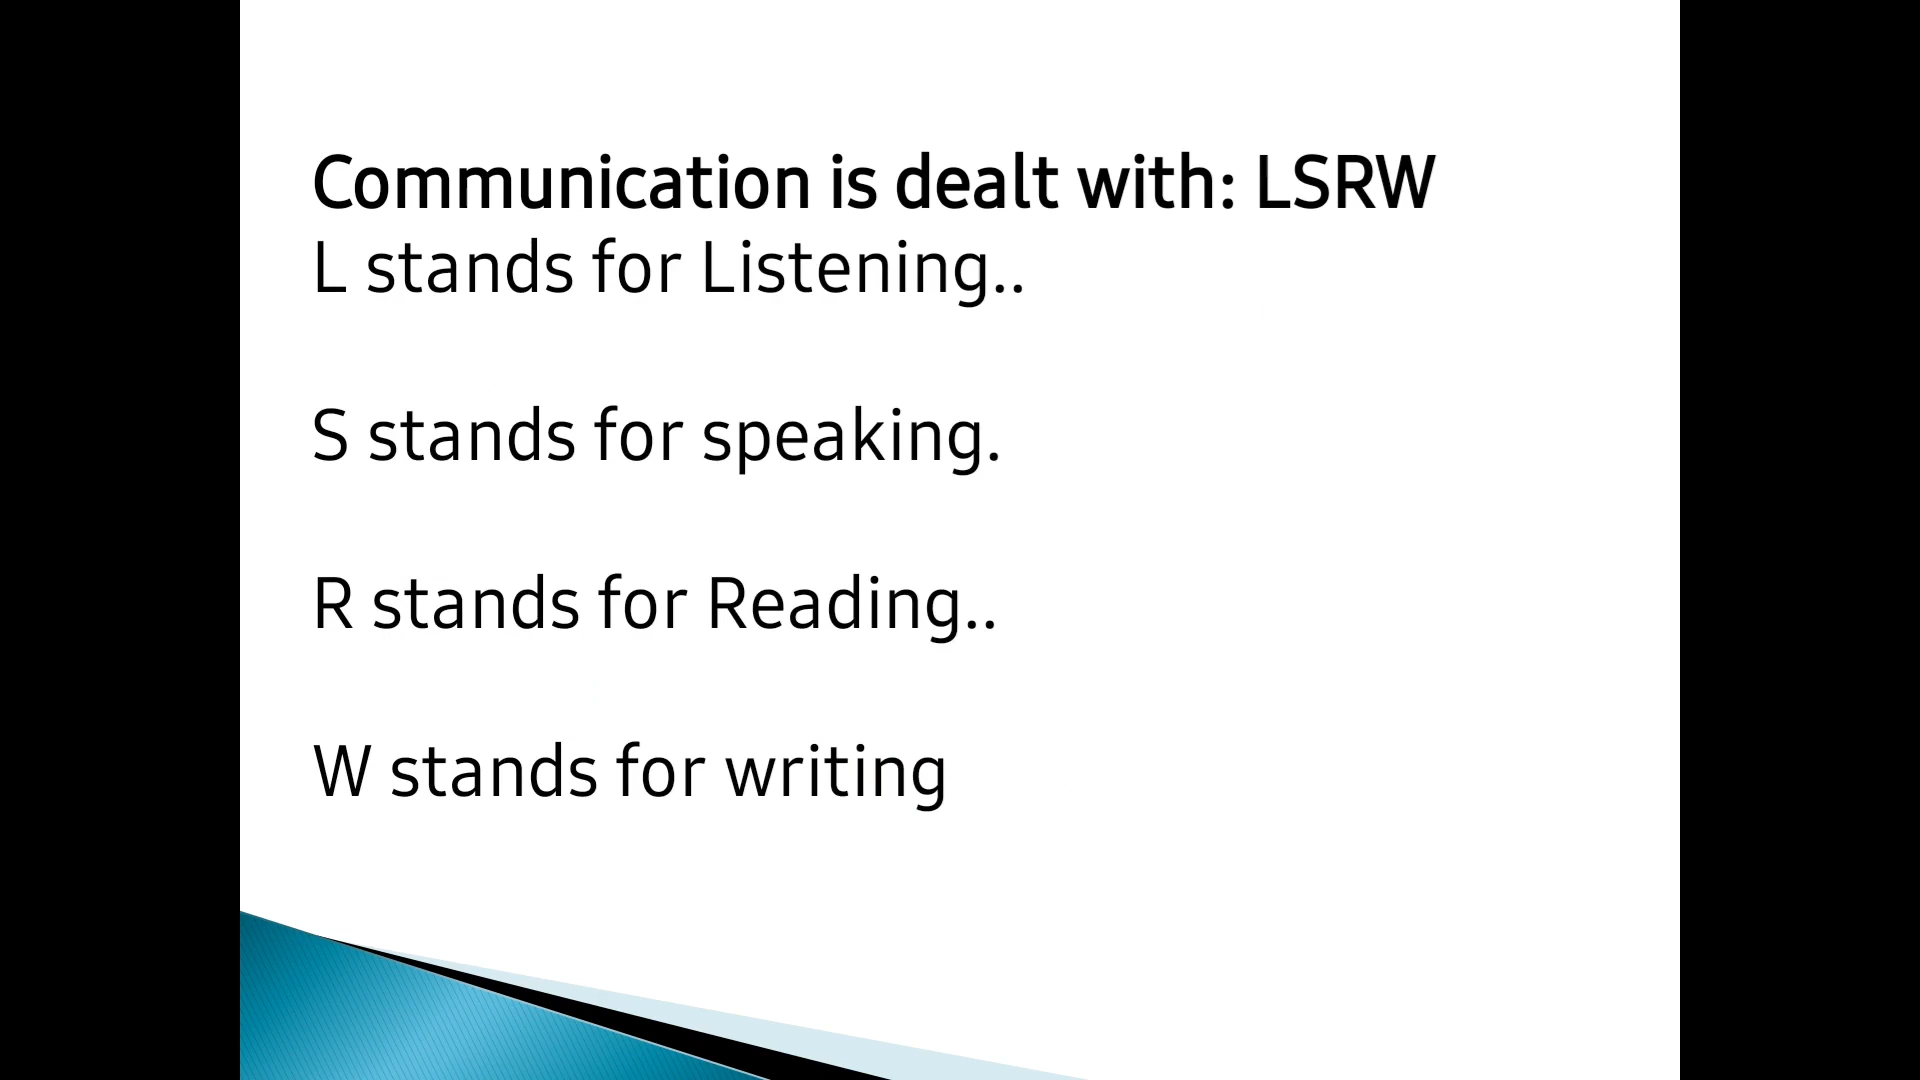 Communication is dealt with: LSRW
L stands for Listening..
S stands for speaking.
R stands for Reading..
W stands for writing